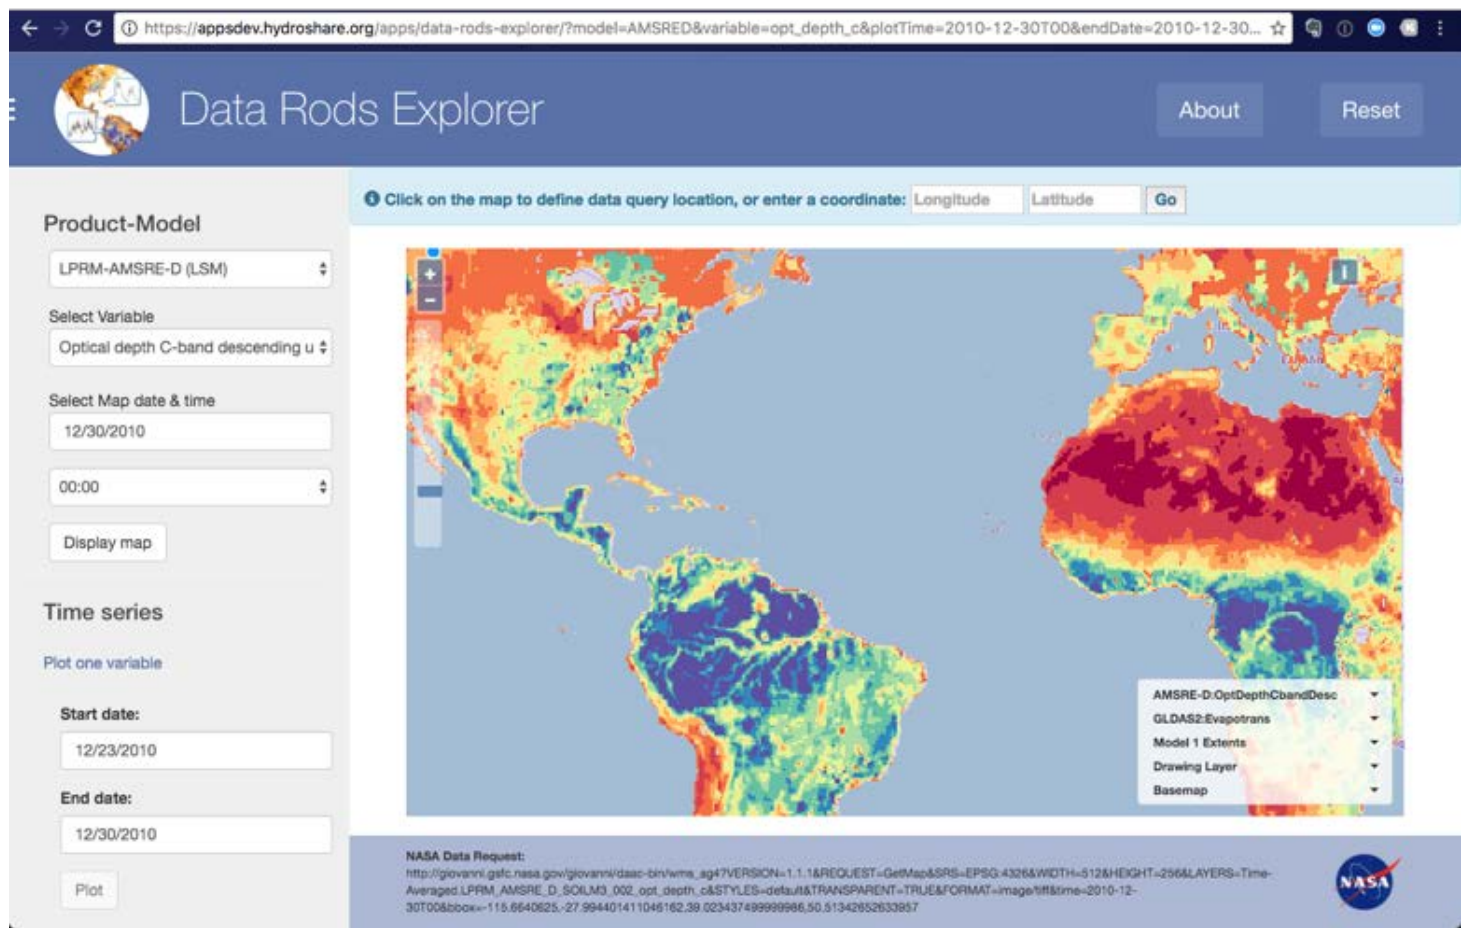 https://appsdev.hydroshare.org/apps/data-rods-explorer/?model=AMSRED&variable=opt_depth_c&plotTime=2010-12-30T00&endDate=2010-12-30...
Data Rods Explorer
About
Reset
Click on the map to define data query location, or enter a coordinate: Longitude Latitude Go
Product-Model
LPRM-AMSRE-D (LSM)
Select Variable
Optical depth C-band descending u
Select Map date & time
12/30/2010
00:00
Display map
Time series
Plot one variable
Start date:
12/23/2010
End date:
12/30/2010
Plot
+
−
AMSRE-D:OptDepthCbandDesc
GLDAS2:Evapotrans
Model 1 Extents
Drawing Layer
Basemap
NASA Data Request:
http://giovanni.gsfc.nasa.gov/giovanni/daac-bin/wms_ag4?VERSION=1.1.1&REQUEST=GetMap&SRS=EPSG:4326&WIDTH=512&HEIGHT=256&LAYERS=Time-
Averaged.LPRM_AMSRE_D_SOILM3_002_opt_depth_c&STYLES=default&TRANSPARENT=TRUE&FORMAT=image/tiff&time=2010-12-
30T00&bbox=-115.6640625,-27.994401411046162,39.023437499999986,50.51342652633957
NASA